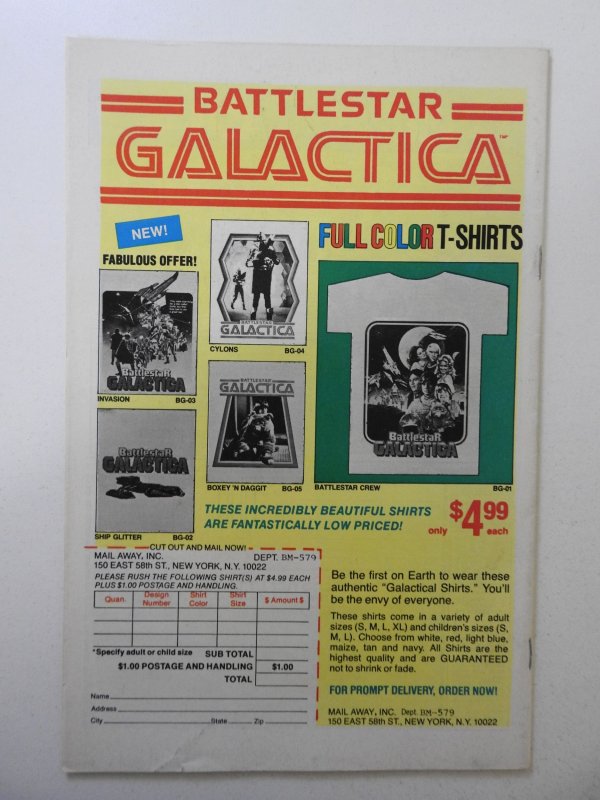 BATTLESTAR
GALACTICA™
NEW!
FABULOUS OFFER!
FULL COLOR T-SHIRTS
BattlestaR
GALACTICA
INVASION BG-03
BATTLESTAR
GALACTICA
CYLONS BG-04
BattlestaR
GALACTICA
SHIP GLITTER BG-02
BATTLESTAR
GALACTICA
BOXEY 'N DAGGIT BG-05
BattlestaR
GALACTICA
BATTLESTAR CREW BG-01
THESE INCREDIBLY BEAUTIFUL SHIRTS
ARE FANTASTICALLY LOW PRICED!
only $4.99 each
CUT OUT AND MAIL NOW!
MAIL AWAY, INC. DEPT. BM-579
150 EAST 58th ST., NEW YORK, N.Y. 10022
PLEASE RUSH THE FOLLOWING SHIRT(S) AT $4.99 EACH
PLUS $1.00 POSTAGE AND HANDLING.
Quan. Design Number Shirt Color Shirt Size $ Amount $
*Specify adult or child size SUB TOTAL
$1.00 POSTAGE AND HANDLING $1.00
TOTAL
Name
Address
City State Zip
Be the first on Earth to wear these
authentic "Galactical Shirts." You'll
be the envy of everyone.
These shirts come in a variety of adult
sizes (S, M, L, XL) and children's sizes (S,
M, L). Choose from white, red, light blue,
maize, tan and navy. All Shirts are the
highest quality and are GUARANTEED
not to shrink or fade.
FOR PROMPT DELIVERY, ORDER NOW!
MAIL AWAY, INC. Dept. BM-579
150 EAST 58th ST., NEW YORK, N.Y. 10022